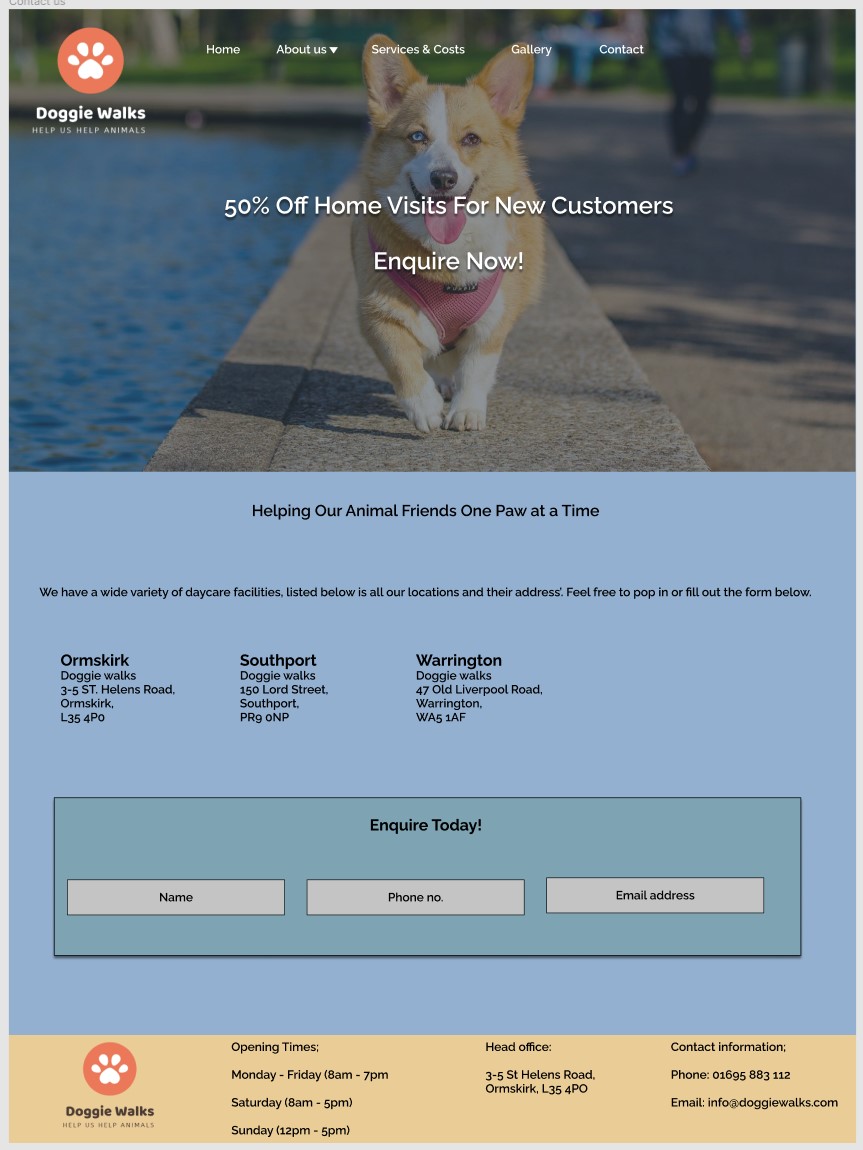 Contact us
Home About us Services & Costs Gallery Contact
Doggie Walks
HELP US HELP ANIMALS
50% Off Home Visits For New Customers
Enquire Now!
Helping Our Animal Friends One Paw at a Time
We have a wide variety of daycare facilities, listed below is all our locations and their address'. Feel free to pop in or fill out the form below.
Ormskirk
Doggie walks
3-5 ST. Helens Road,
Ormskirk,
L35 4P0
Southport
Doggie walks
150 Lord Street,
Southport,
PR9 0NP
Warrington
Doggie walks
47 Old Liverpool Road,
Warrington,
WA5 1AF
Enquire Today!
Name
Phone no.
Email address
Doggie Walks
HELP US HELP ANIMALS
Opening Times;
Monday - Friday (8am - 7pm
Saturday (8am - 5pm)
Sunday (12pm - 5pm)
Head office:
3-5 St Helens Road,
Ormskirk, L35 4PO
Contact information;
Phone: 01695 883 112
Email: info@doggiewalks.com